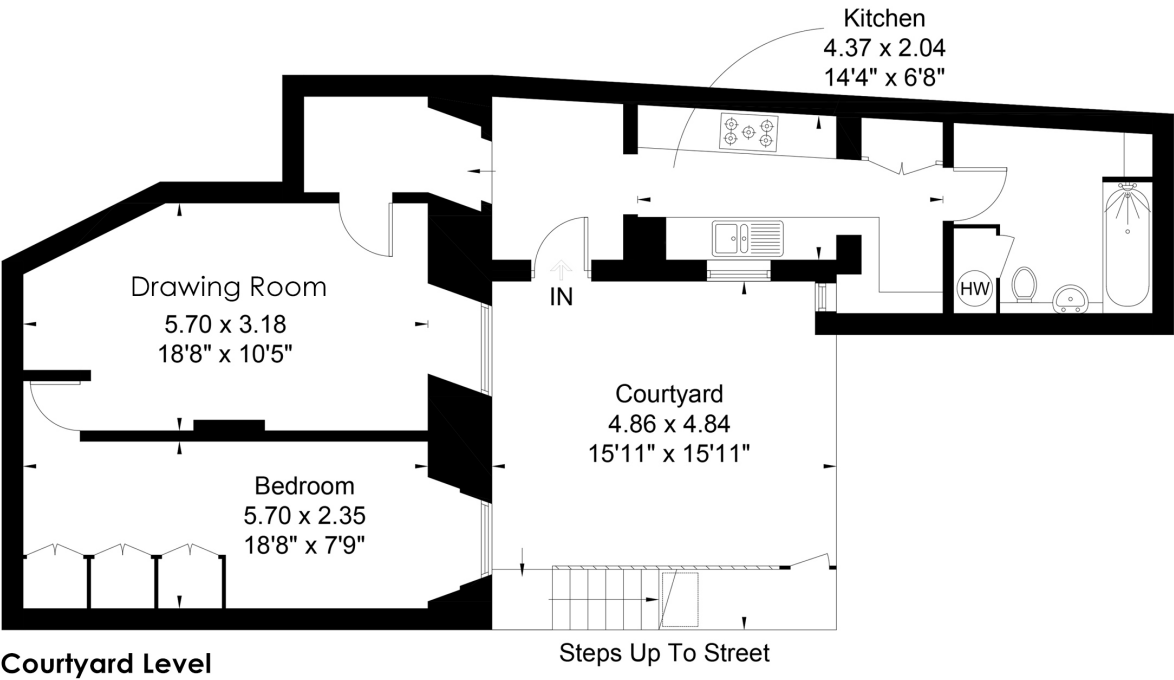 Kitchen
4.37 x 2.04
14'4" x 6'8"
Drawing Room
5.70 x 3.18
18'8" x 10'5"
IN
HW
Courtyard
4.86 x 4.84
15'11" x 15'11"
Bedroom
5.70 x 2.35
18'8" x 7'9"
Steps Up To Street
Courtyard Level